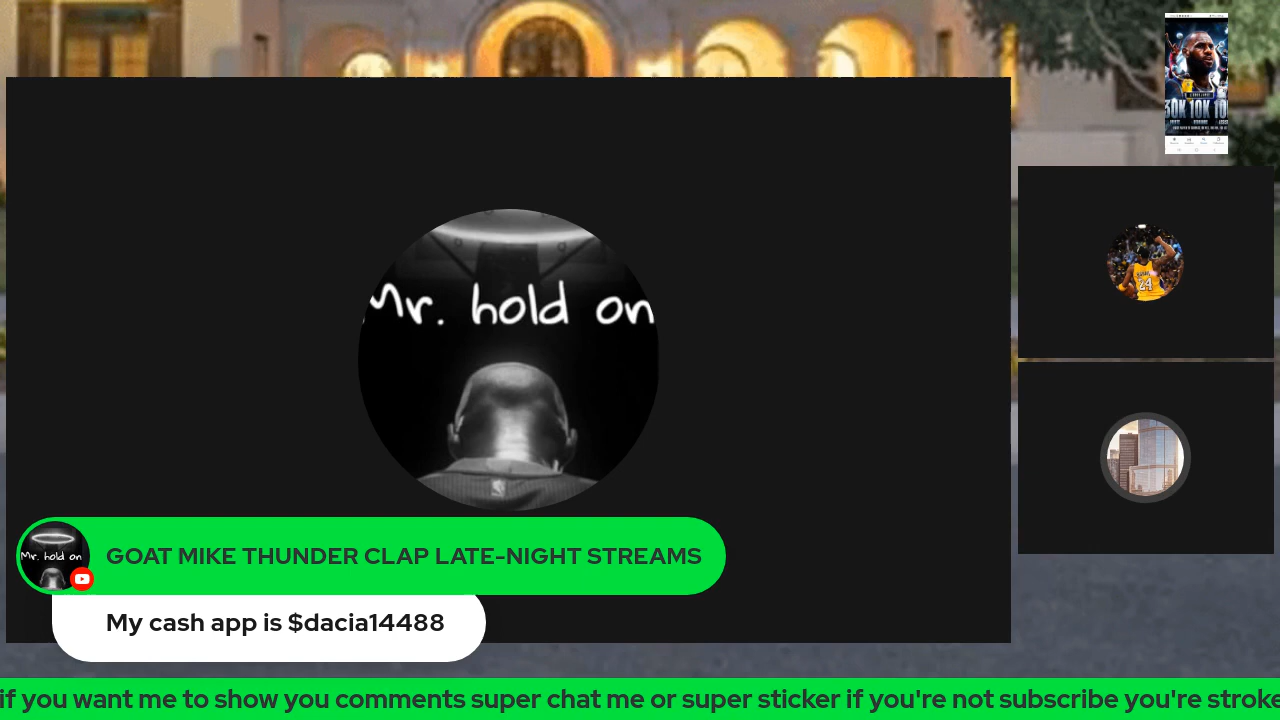 30K 10K 10
Mr. hold on
24
Mr. hold on
GOAT MIKE THUNDER CLAP LATE-NIGHT STREAMS
My cash app is $dacia14488
if you want me to show you comments super chat me or super sticker if you're not subscribe you're stroke